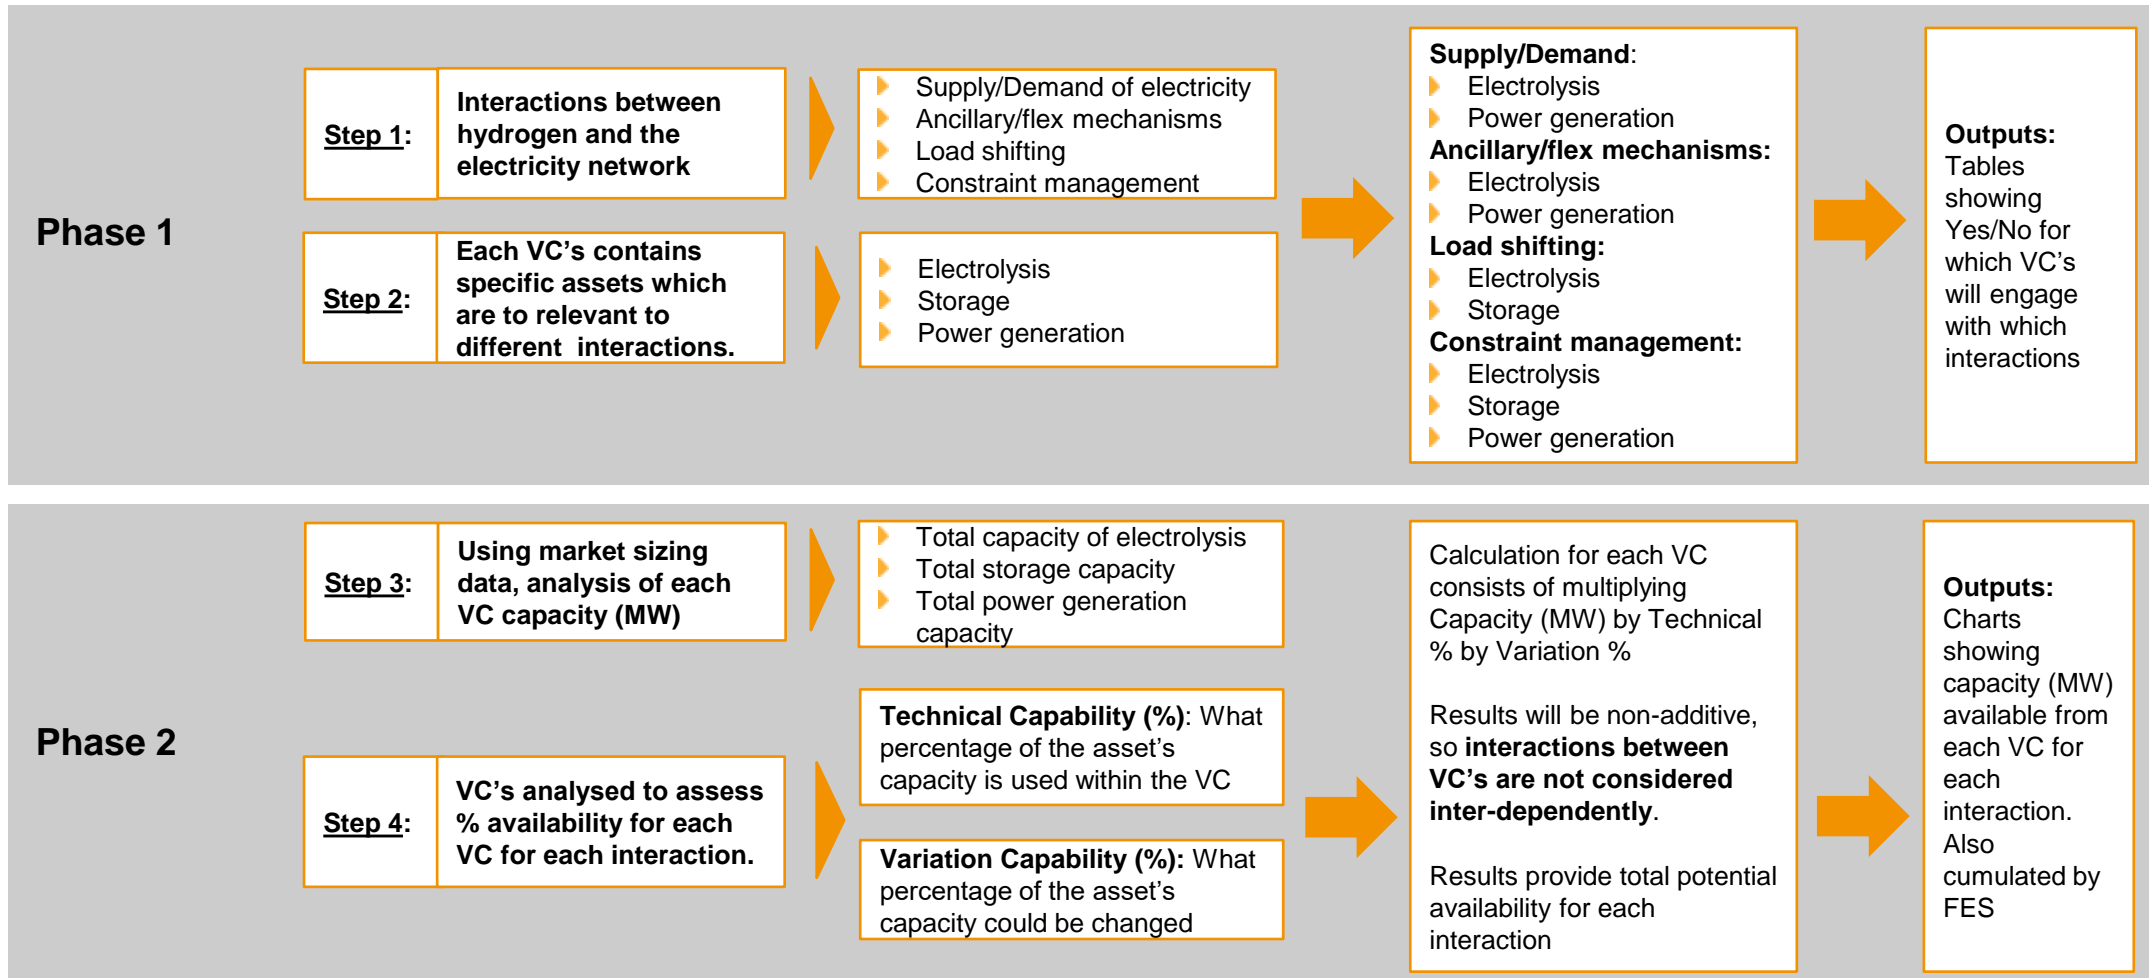 Phase 1
Step 1:
Interactions between
hydrogen and the
electricity network
Supply/Demand of electricity
Ancillary/flex mechanisms
Load shifting
Constraint management
Step 2:
Each VC's contains
specific assets which
are to relevant to
different  interactions.
Electrolysis
Storage
Power generation
Supply/Demand:
Electrolysis
Power generation
Ancillary/flex mechanisms:
Electrolysis
Power generation
Load shifting:
Electrolysis
Storage
Constraint management:
Electrolysis
Storage
Power generation
Outputs:
Tables
showing
Yes/No for
which VC's
will engage
with which
interactions
Phase 2
Step 3:
Using market sizing
data, analysis of each
VC capacity (MW)
Total capacity of electrolysis
Total storage capacity
Total power generation
capacity
Step 4:
VC's analysed to assess
% availability for each
VC for each interaction.
Technical Capability (%): What
percentage of the asset's
capacity is used within the VC
Variation Capability (%): What
percentage of the asset's
capacity could be changed
Calculation for each VC
consists of multiplying
Capacity (MW) by Technical
% by Variation %
Results will be non-additive,
so interactions between
VC's are not considered
inter-dependently.
Results provide total potential
availability for each
interaction
Outputs:
Charts
showing
capacity (MW)
available from
each VC for
each
interaction.
Also
cumulated by
FES